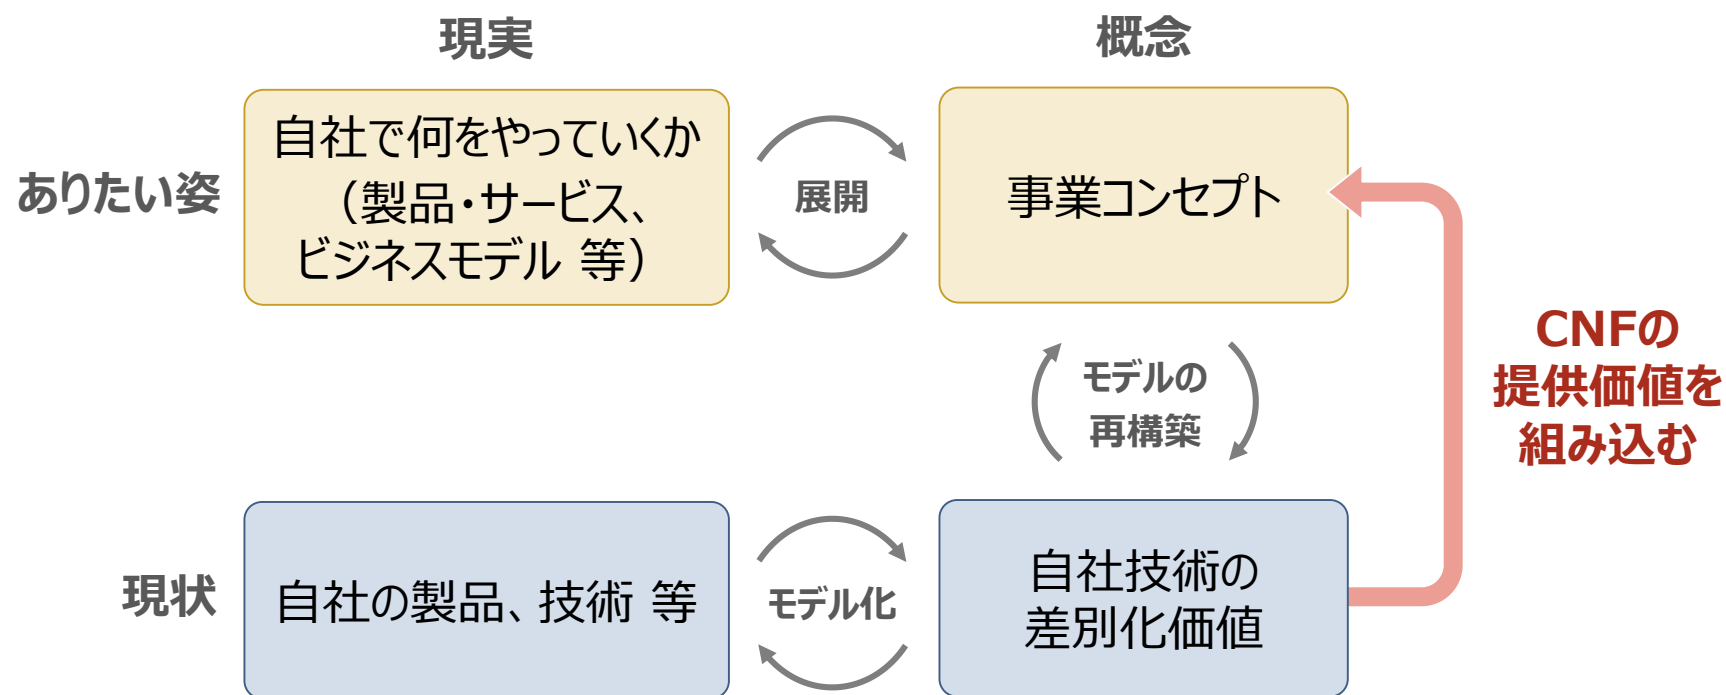 現実
概念
ありたい姿
自社で何をやっていくか
（製品・サービス、
ビジネスモデル 等）
展開
事業コンセプト
CNFの
提供価値を
組み込む
モデルの
再構築
現状
自社の製品、技術 等
モデル化
自社技術の
差別化価値